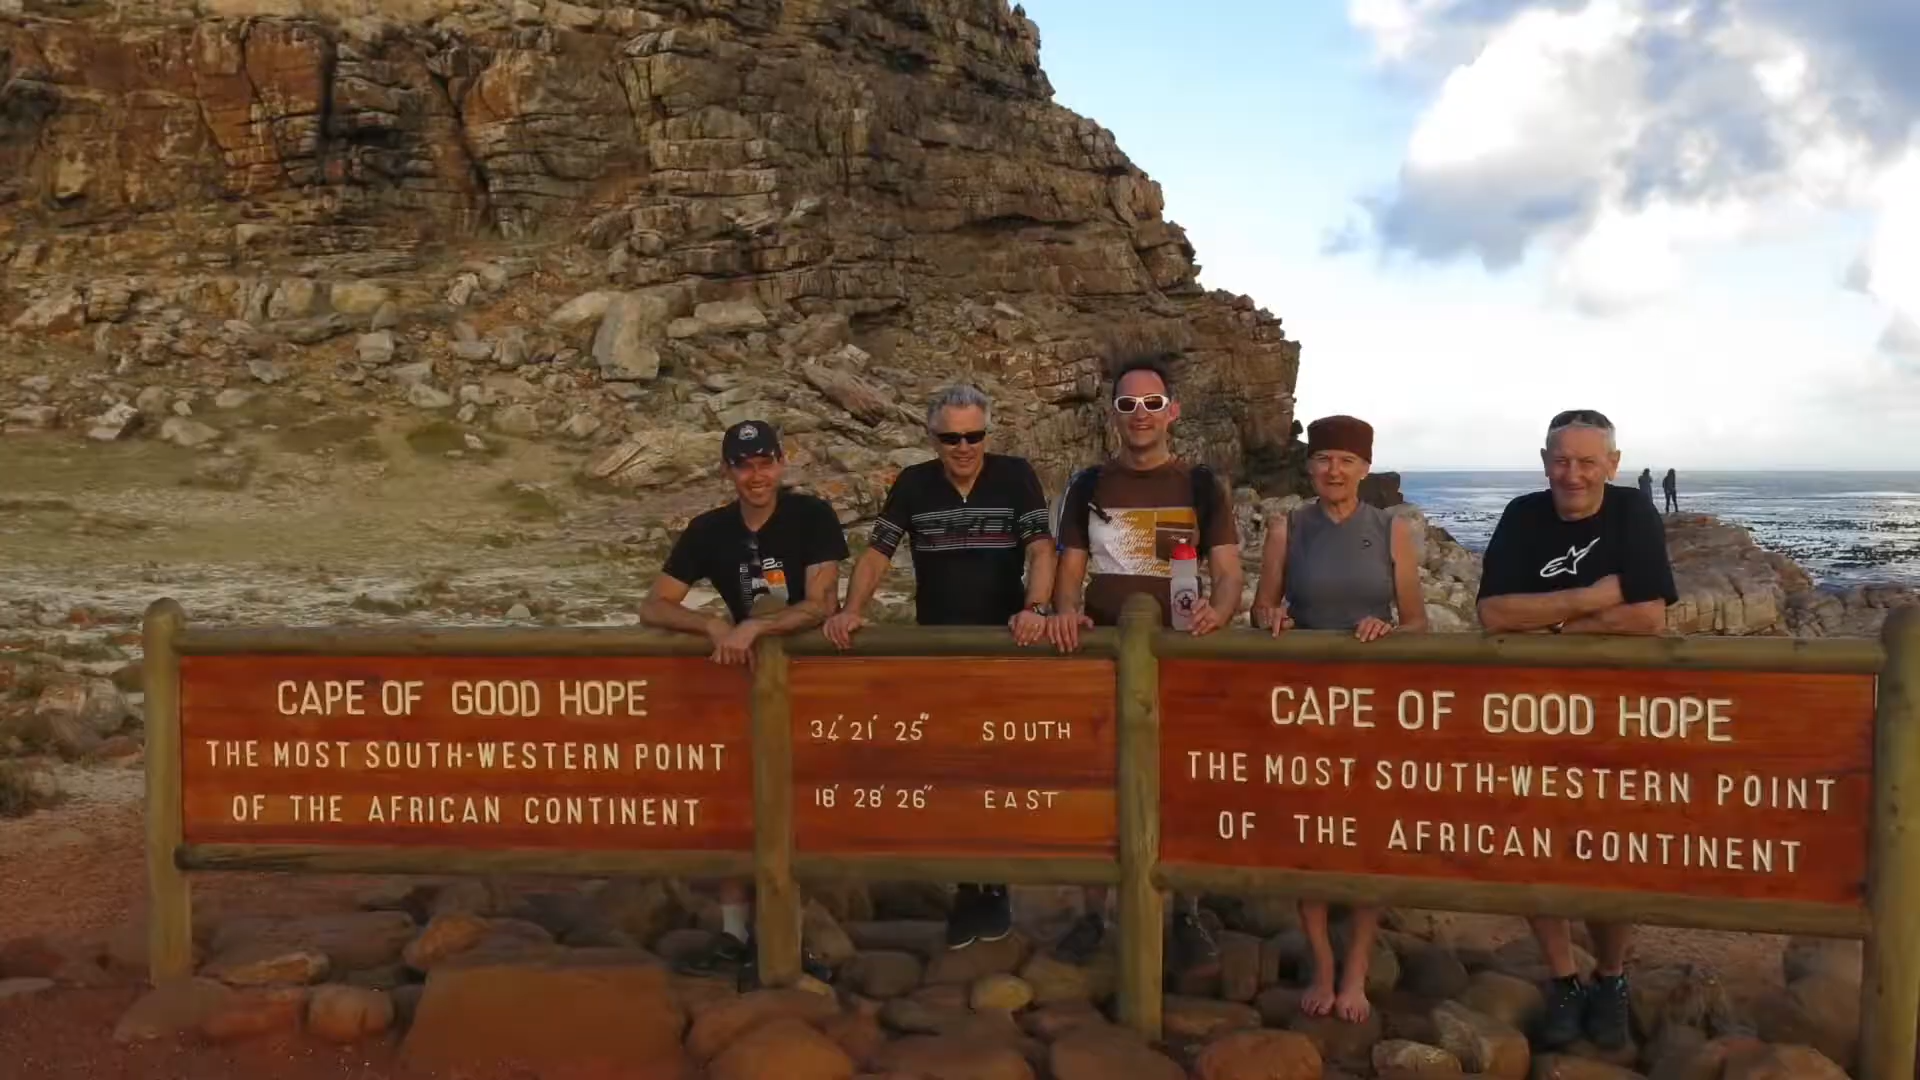 CAPE OF GOOD HOPE
THE MOST SOUTH-WESTERN POINT
OF THE AFRICAN CONTINENT
34° 21' 25" SOUTH
18° 28' 26" EAST
CAPE OF GOOD HOPE
THE MOST SOUTH-WESTERN POINT
OF THE AFRICAN CONTINENT